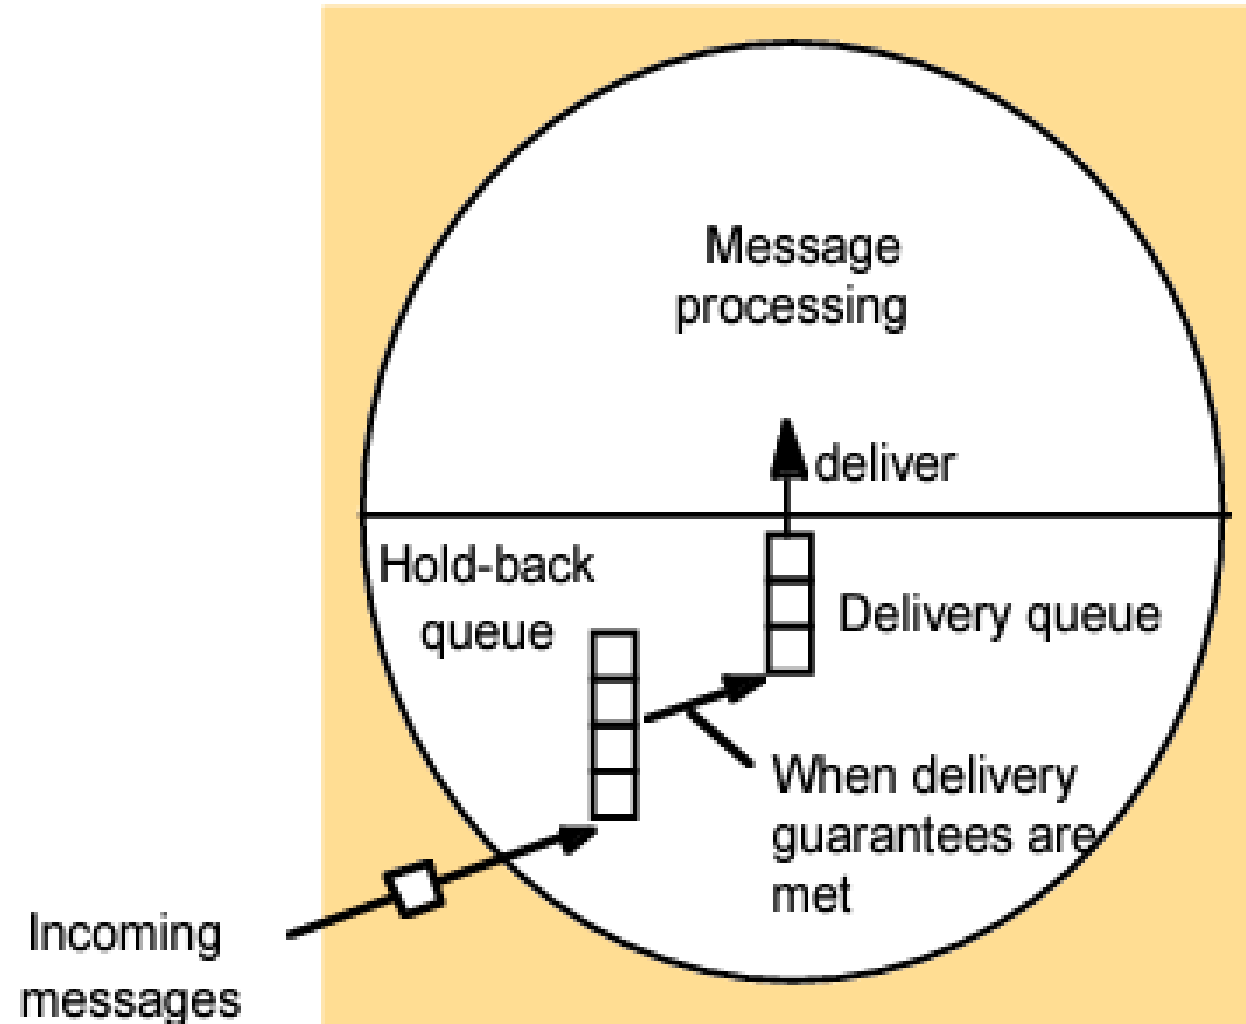 Message
processing
deliver
Hold-back
queue
Delivery queue
When delivery
guarantees are
met
Incoming
messages